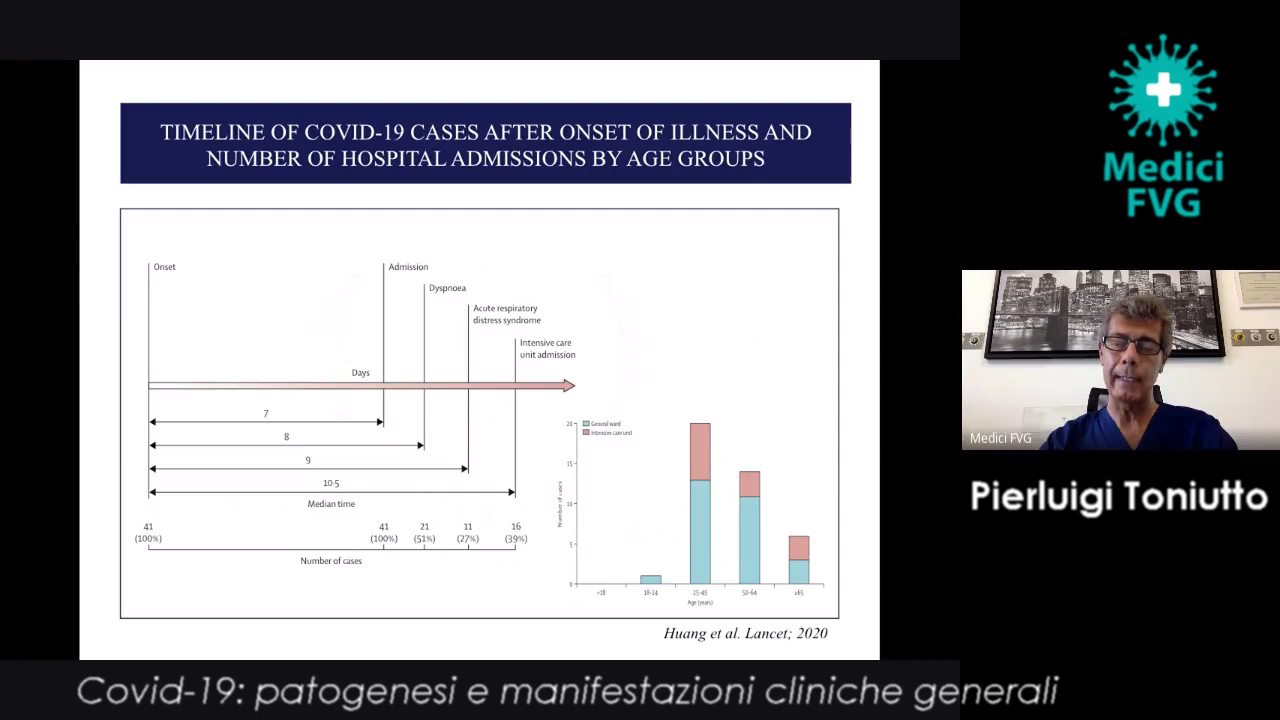 TIMELINE OF COVID-19 CASES AFTER ONSET OF ILLNESS AND
NUMBER OF HOSPITAL ADMISSIONS BY AGE GROUPS
Onset
Admission
Dyspnoea
Acute respiratory
distress syndrome
Intensive care
unit admission
Days
7
8
9
10·5
Median time
41 41 21 11 16
(100%) (100%) (51%) (27%) (39%)
Number of cases
General ward
Intensive care unit
20
15
10
5
0
Number of cases
<18 18-24 25-49 50-64 ≥65
Age (years)
Huang et al. Lancet; 2020
Medici
FVG
Medici FVG
Pierluigi Toniutto
Covid-19: patogenesi e manifestazioni cliniche generali